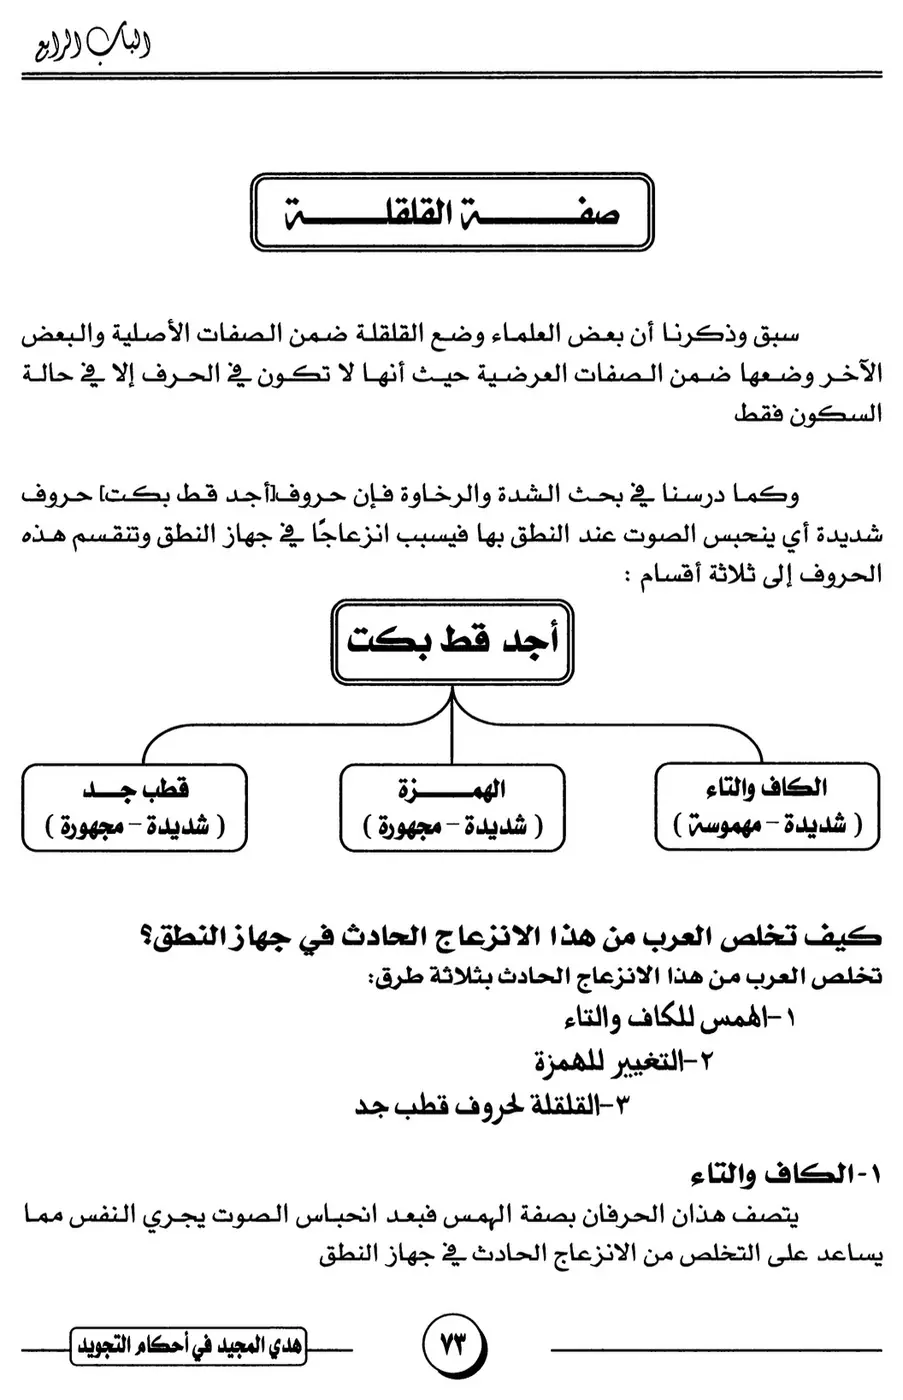 الباب الرابع
صفة القلقلة
سبق وذكرنا أن بعض العلماء وضع القلقلة ضمن الصفات الأصلية والبعض
الآخر وضعها ضمن الصفات العرضية حيث أنها لا تكون في الحرف إلا في حالة
السكون فقط
وكما درسنا في بحث الشدة والرخاوة فإن حروف[أجد قط بكت] حروف
شديدة أي ينحبس الصوت عند النطق بها فيسبب انزعاجًا في جهاز النطق وتنقسم هذه
الحروف إلى ثلاثة أقسام :
أجد قط بكت
الكاف والتاء
( شديدة - مهموسة )
الهمزة
( شديدة - مجهورة )
قطب جد
( شديدة - مجهورة )
كيف تخلص العرب من هذا الانزعاج الحادث في جهاز النطق؟
تخلص العرب من هذا الانزعاج الحادث بثلاثة طرق:
١-الهمس للكاف والتاء
٢-التغيير للهمزة
٣-القلقلة لحروف قطب جد
١-الكاف والتاء
يتصف هذان الحرفان بصفة الهمس فبعد انحباس الصوت يجري النفس مما
يساعد على التخلص من الانزعاج الحادث في جهاز النطق
٧٣
هدي المجيد في أحكام التجويد